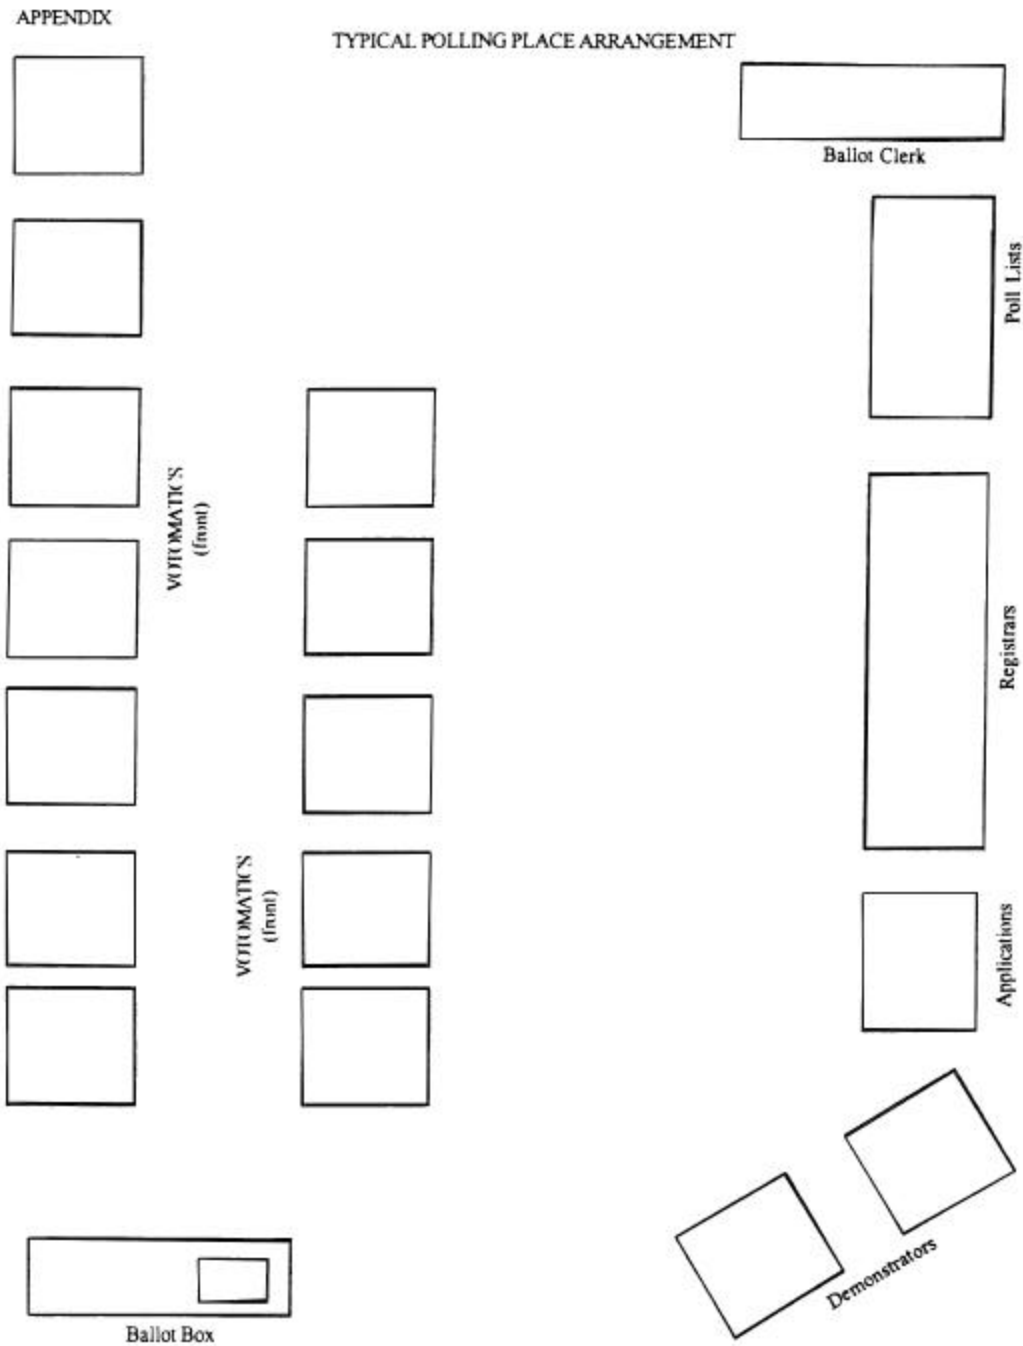 APPENDIX
TYPICAL POLLING PLACE ARRANGEMENT
Ballot Clerk
Poll Lists
VOTOMATICS
(front)
Registrars
VOTOMATICS
(front)
Applications
Demonstrators
Ballot Box